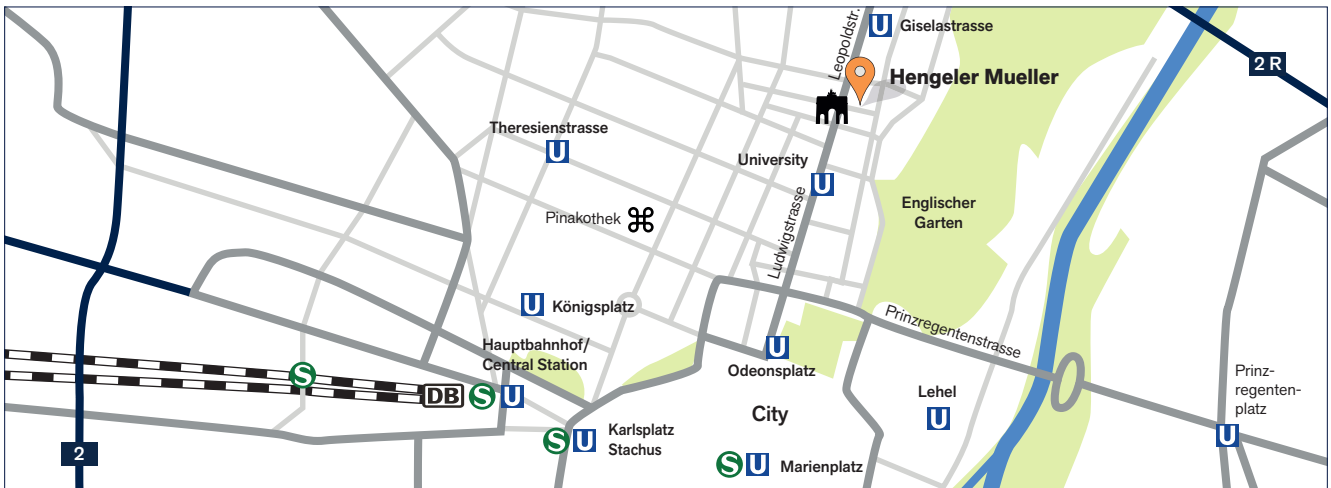 Leopoldstr.
U Giselastrasse
2 R
Hengeler Mueller
Theresienstrasse
U
University
U
Pinakothek
Ludwigstrasse
Englischer
Garten
U Königsplatz
Prinzregentenstrasse
Hauptbahnhof/
Central Station
U
Odeonsplatz
S
DB S U
Lehel
U
Prinz-
regenten-
platz
U
City
S U Karlsplatz
Stachus
2
S U Marienplatz